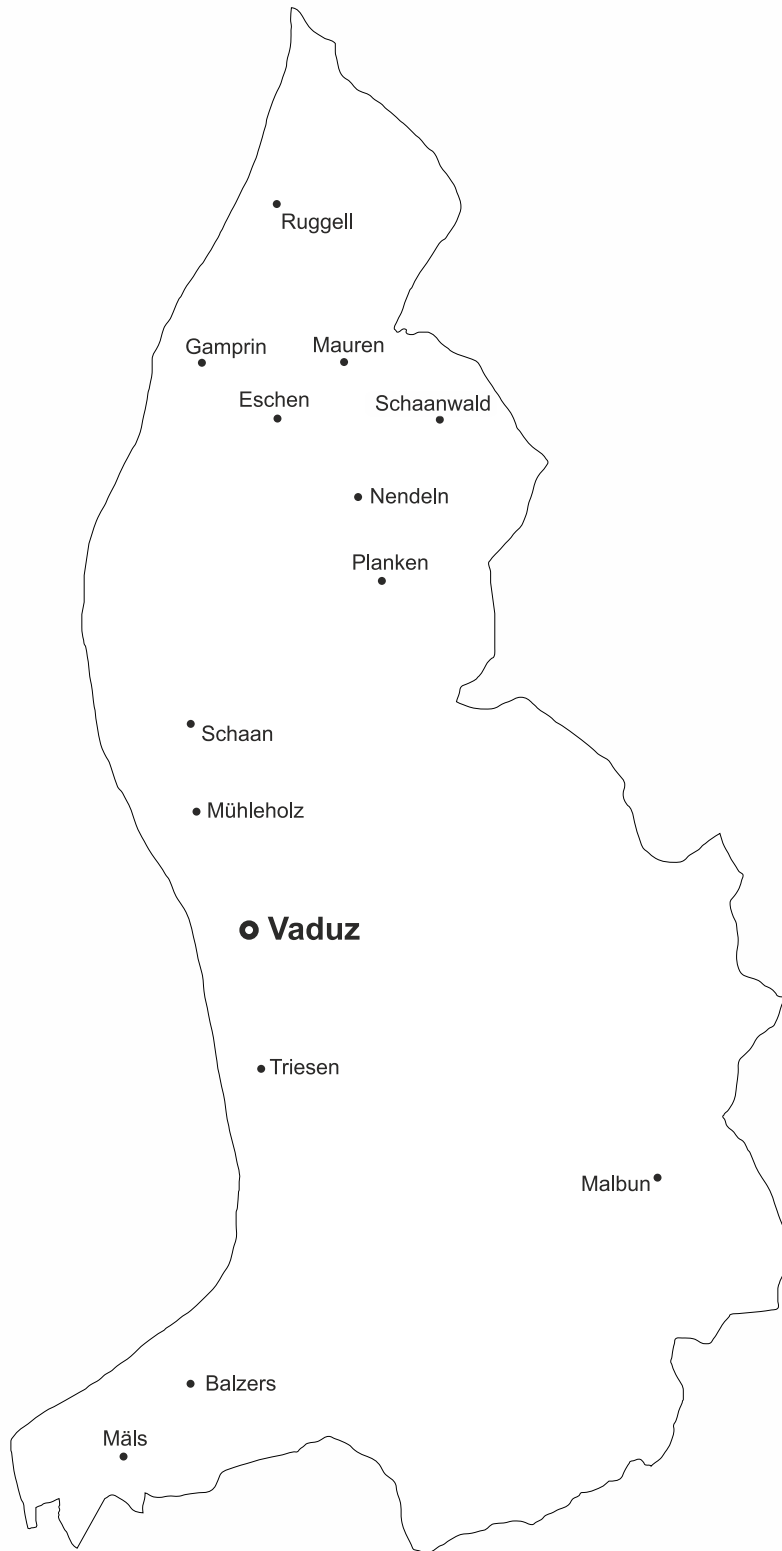 Ruggell
Gamprin
Mauren
Eschen
Schaanwald
Nendeln
Planken
Schaan
Mühleholz
Vaduz
Triesen
Malbun
Balzers
Mäls